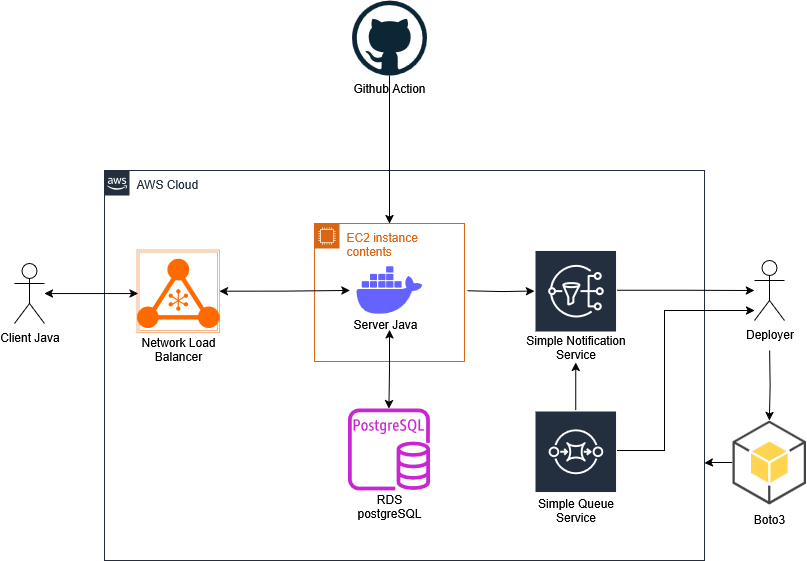 Github Action
aws
AWS Cloud
EC2 instance
contents
Server Java
Client Java
Network Load
Balancer
Simple Notification
Service
Deployer
PostgreSQL
RDS
postgreSQL
Simple Queue
Service
Boto3